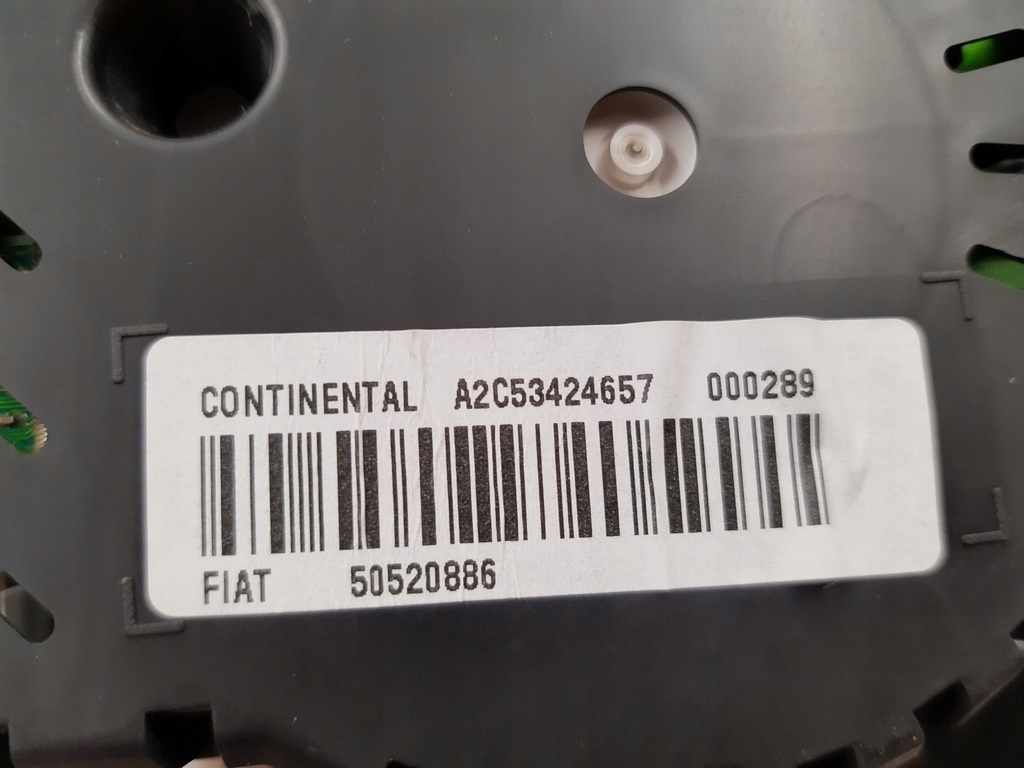 CONTINENTAL A2C53424657 000289
FIAT 50520886